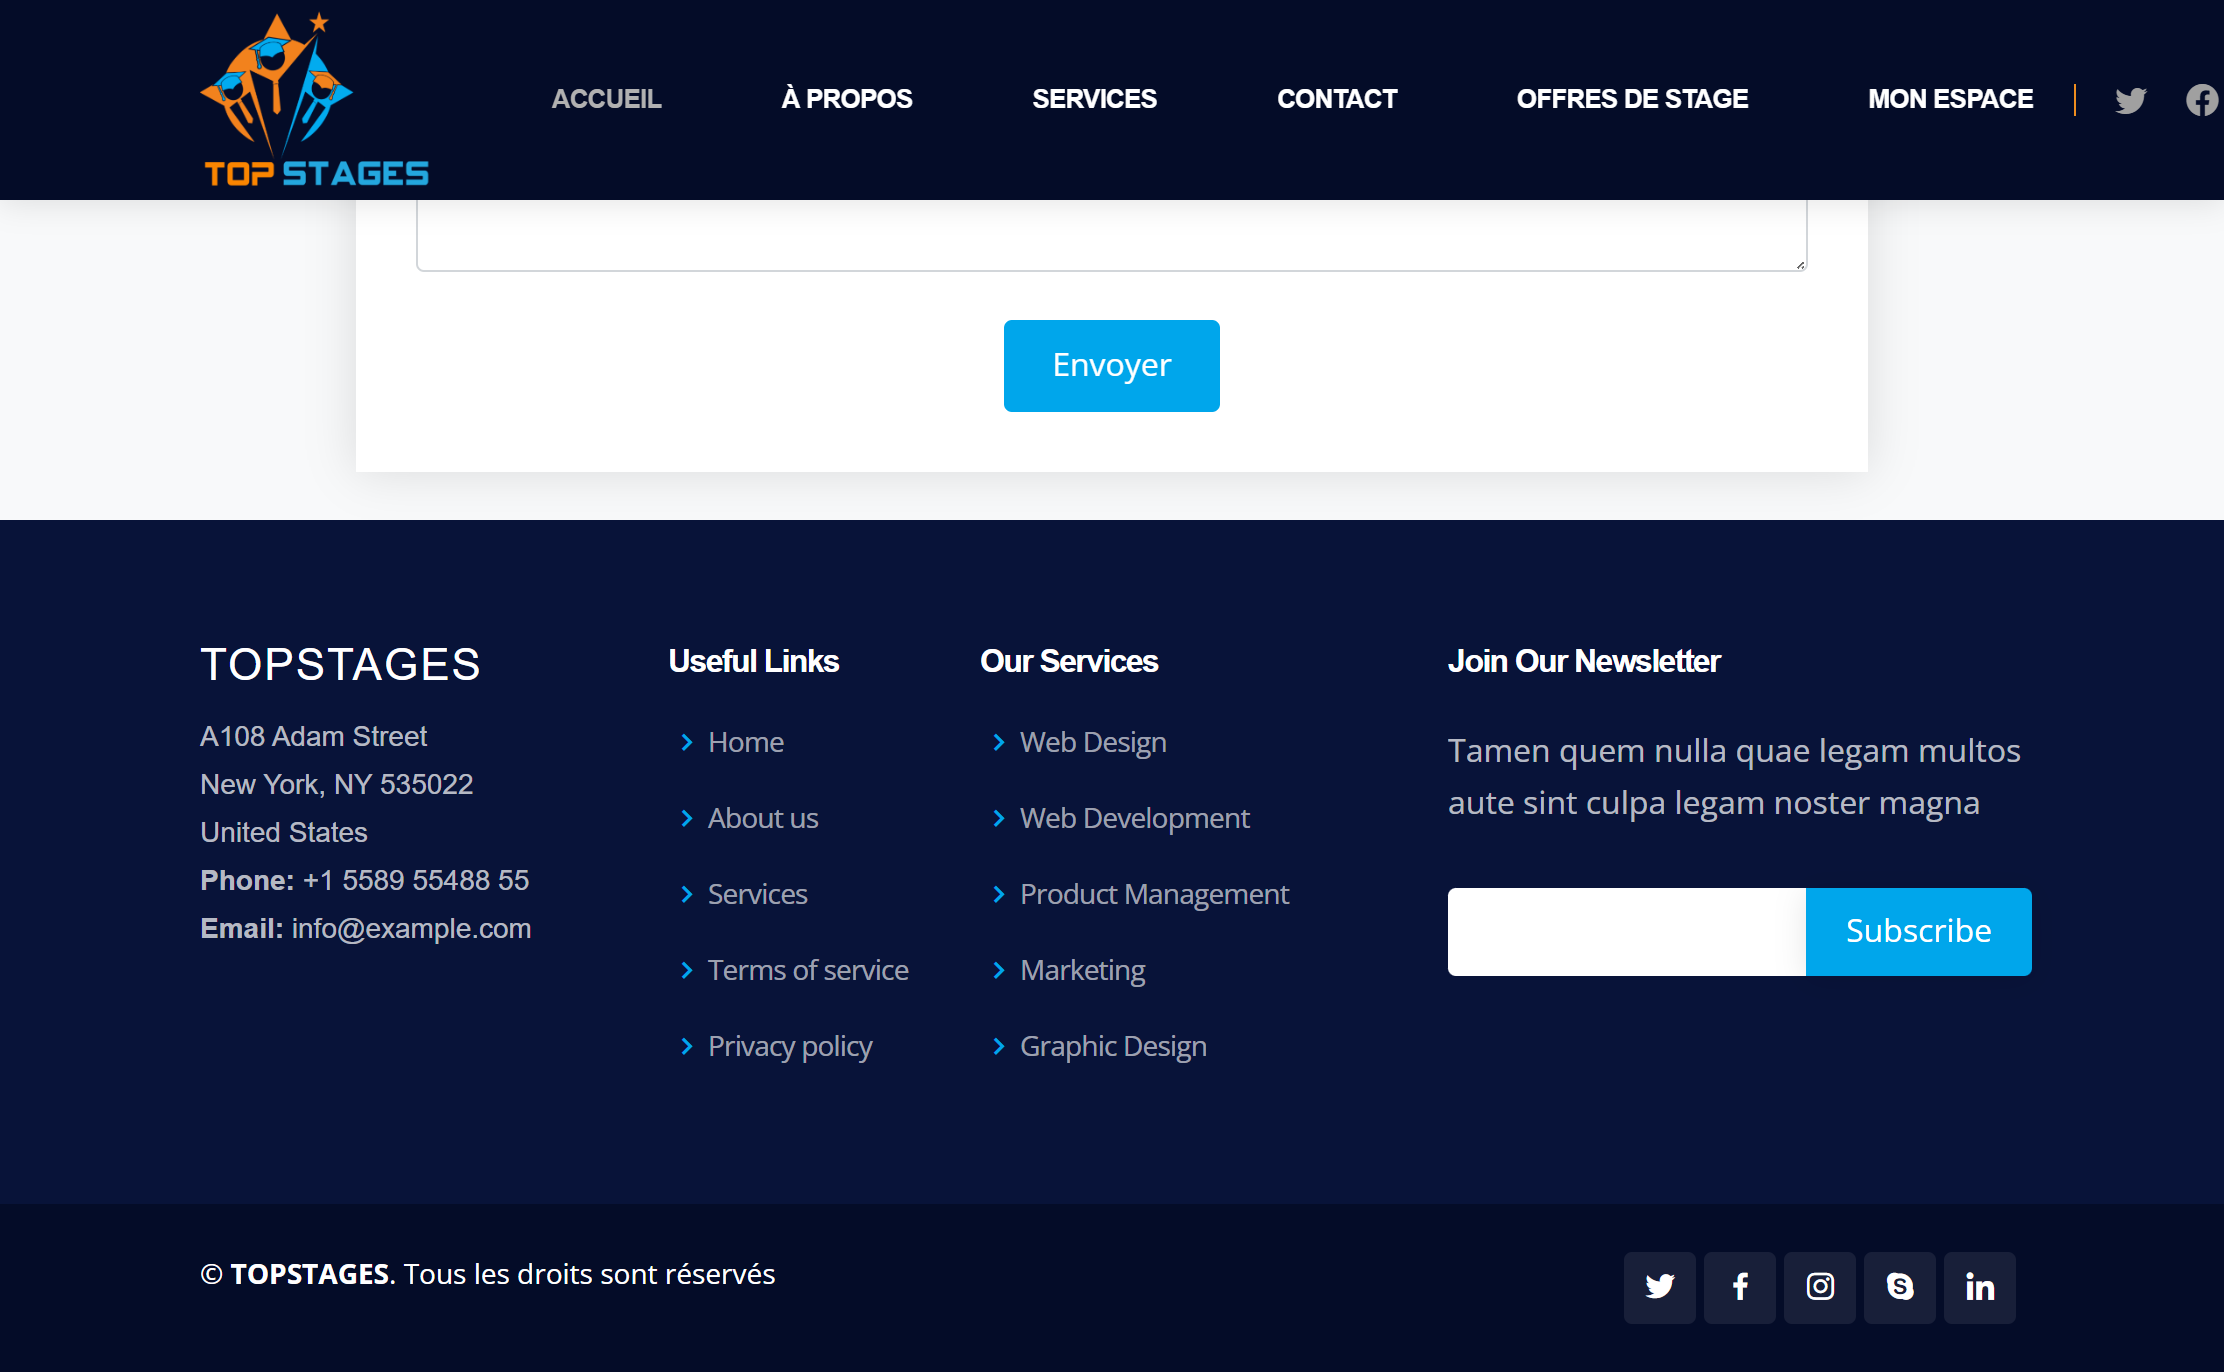 TOP STAGES
ACCUEIL
À PROPOS
SERVICES
CONTACT
OFFRES DE STAGE
MON ESPACE
Envoyer
TOPSTAGES
A108 Adam Street
New York, NY 535022
United States
Phone: +1 5589 55488 55
Email: info@example.com
Useful Links
Home
About us
Services
Terms of service
Privacy policy
Our Services
Web Design
Web Development
Product Management
Marketing
Graphic Design
Join Our Newsletter
Tamen quem nulla quae legam multos
aute sint culpa legam noster magna
Subscribe
© TOPSTAGES. Tous les droits sont réservés